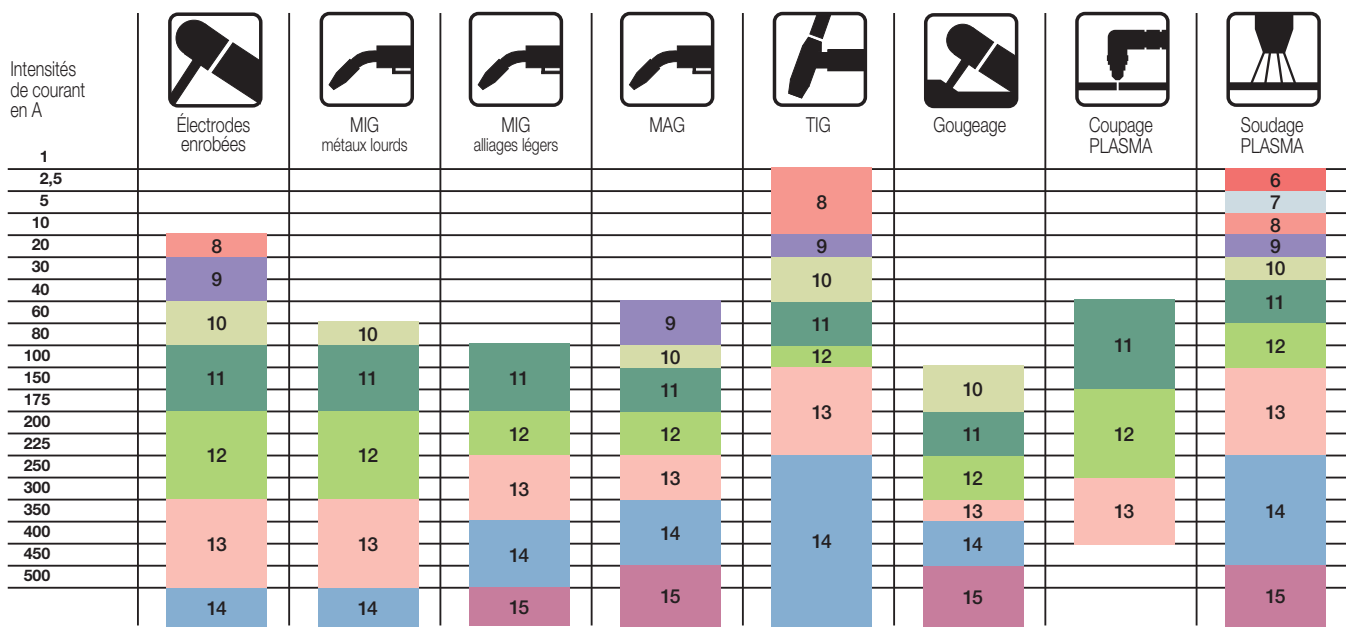 Intensités
de courant
en A
Électrodes
enrobées
MIG
métaux lourds
MIG
alliages légers
MAG
TIG
Gougeage
Coupage
PLASMA
Soudage
PLASMA
1
2,5 6
5 8 7
10 8
20 8 9 9
30 10 10
40 9
60 11 11
80 10 10 9 11
100 10 12 12
150 11 11 11 11 10
175 13 13
200 11
225 12 12 12 12
250 12 12
300 13 13 12 13
350 13 14
400 14 14
450 13 13 14 14
500 15 15 15
14 14 15